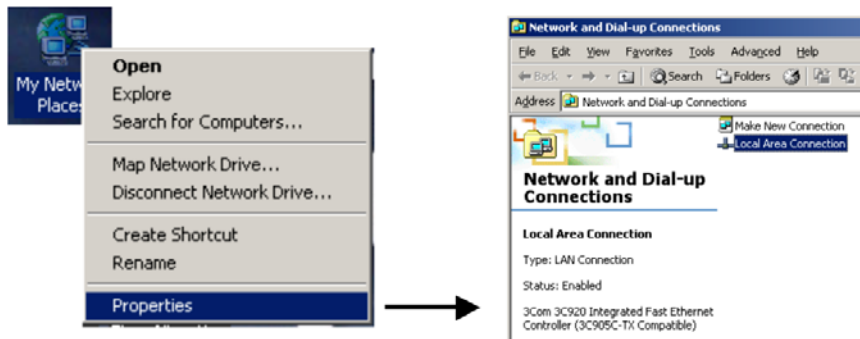 My Netw
Places
Open
Explore
Search for Computers...
Map Network Drive...
Disconnect Network Drive...
Create Shortcut
Rename
Properties
Network and Dial-up Connections
File Edit View Favorites Tools Advanced Help
Back Search Folders
Address Network and Dial-up Connections
Make New Connection
Local Area Connection
Network and Dial-up
Connections
Local Area Connection
Type: LAN Connection
Status: Enabled
3Com 3C920 Integrated Fast Ethernet
Controller (3C905C-TX Compatible)